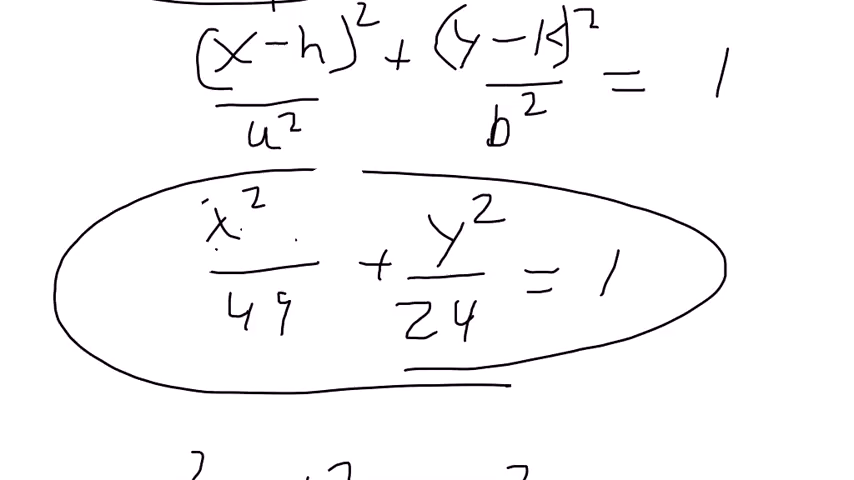 (x-h)²/a² + (y-k)²/b² = 1
x²/49 + y²/24 = 1